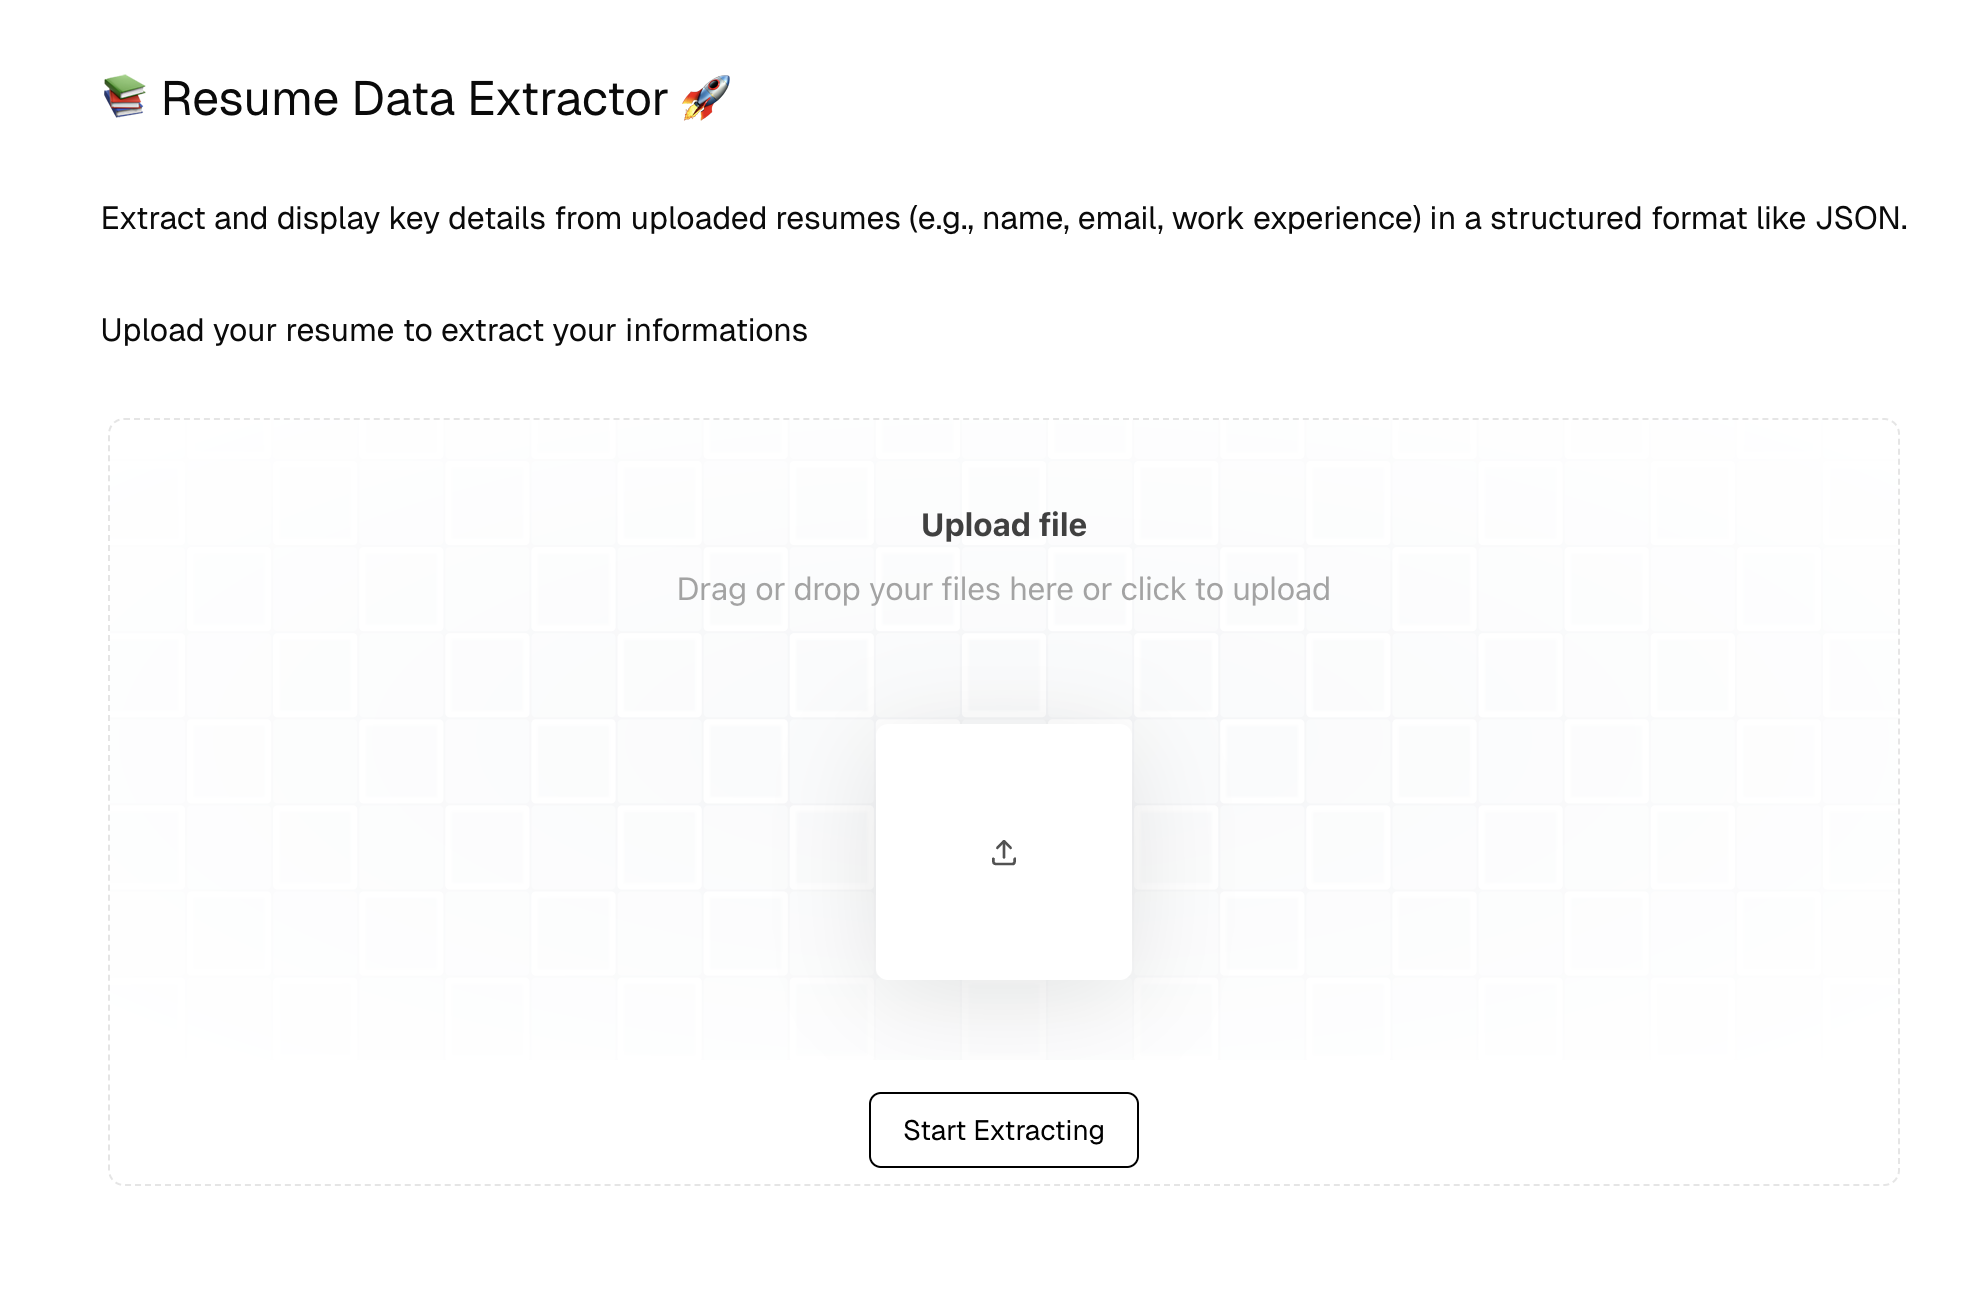 📚 Resume Data Extractor 🚀
Extract and display key details from uploaded resumes (e.g., name, email, work experience) in a structured format like JSON.
Upload your resume to extract your informations
Upload file
Drag or drop your files here or click to upload
Start Extracting